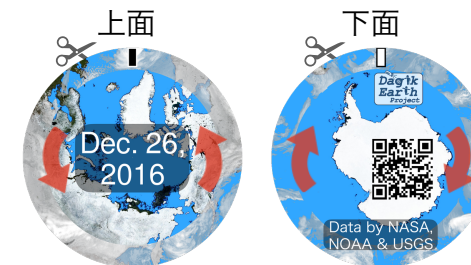 上面
下面
Dec. 26,
2016
Dagik
Earth
Project
Data by NASA,
NOAA & USGS